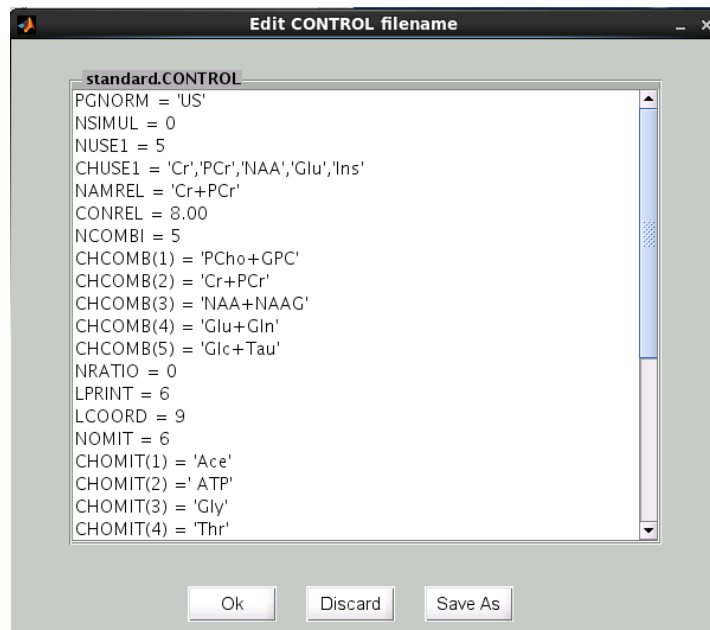 Edit CONTROL filename
standard.CONTROL
PGNORM = 'US'
NSIMUL = 0
NUSE1 = 5
CHUSE1 = 'Cr','PCr','NAA','Glu','Ins'
NAMREL = 'Cr+PCr'
CONREL = 8.00
NCOMBI = 5
CHCOMB(1) = 'PCho+GPC'
CHCOMB(2) = 'Cr+PCr'
CHCOMB(3) = 'NAA+NAAG'
CHCOMB(4) = 'Glu+Gln'
CHCOMB(5) = 'Glc+Tau'
NRATIO = 0
LPRINT = 6
LCOORD = 9
NOMIT = 6
CHOMIT(1) = 'Ace'
CHOMIT(2) =' ATP'
CHOMIT(3) = 'Gly'
CHOMIT(4) = 'Thr'
Ok Discard Save As